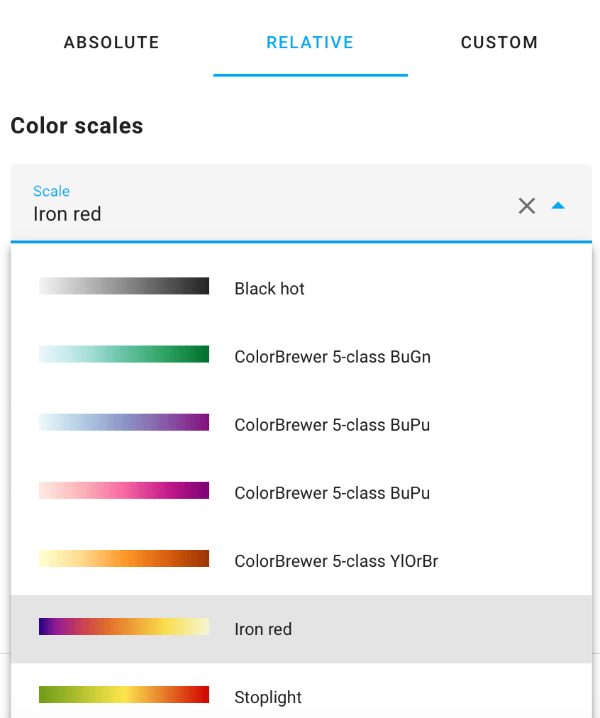 ABSOLUTE RELATIVE CUSTOM
Color scales
Scale
Iron red
Black hot
ColorBrewer 5-class BuGn
ColorBrewer 5-class BuPu
ColorBrewer 5-class BuPu
ColorBrewer 5-class YlOrBr
Iron red
Stoplight